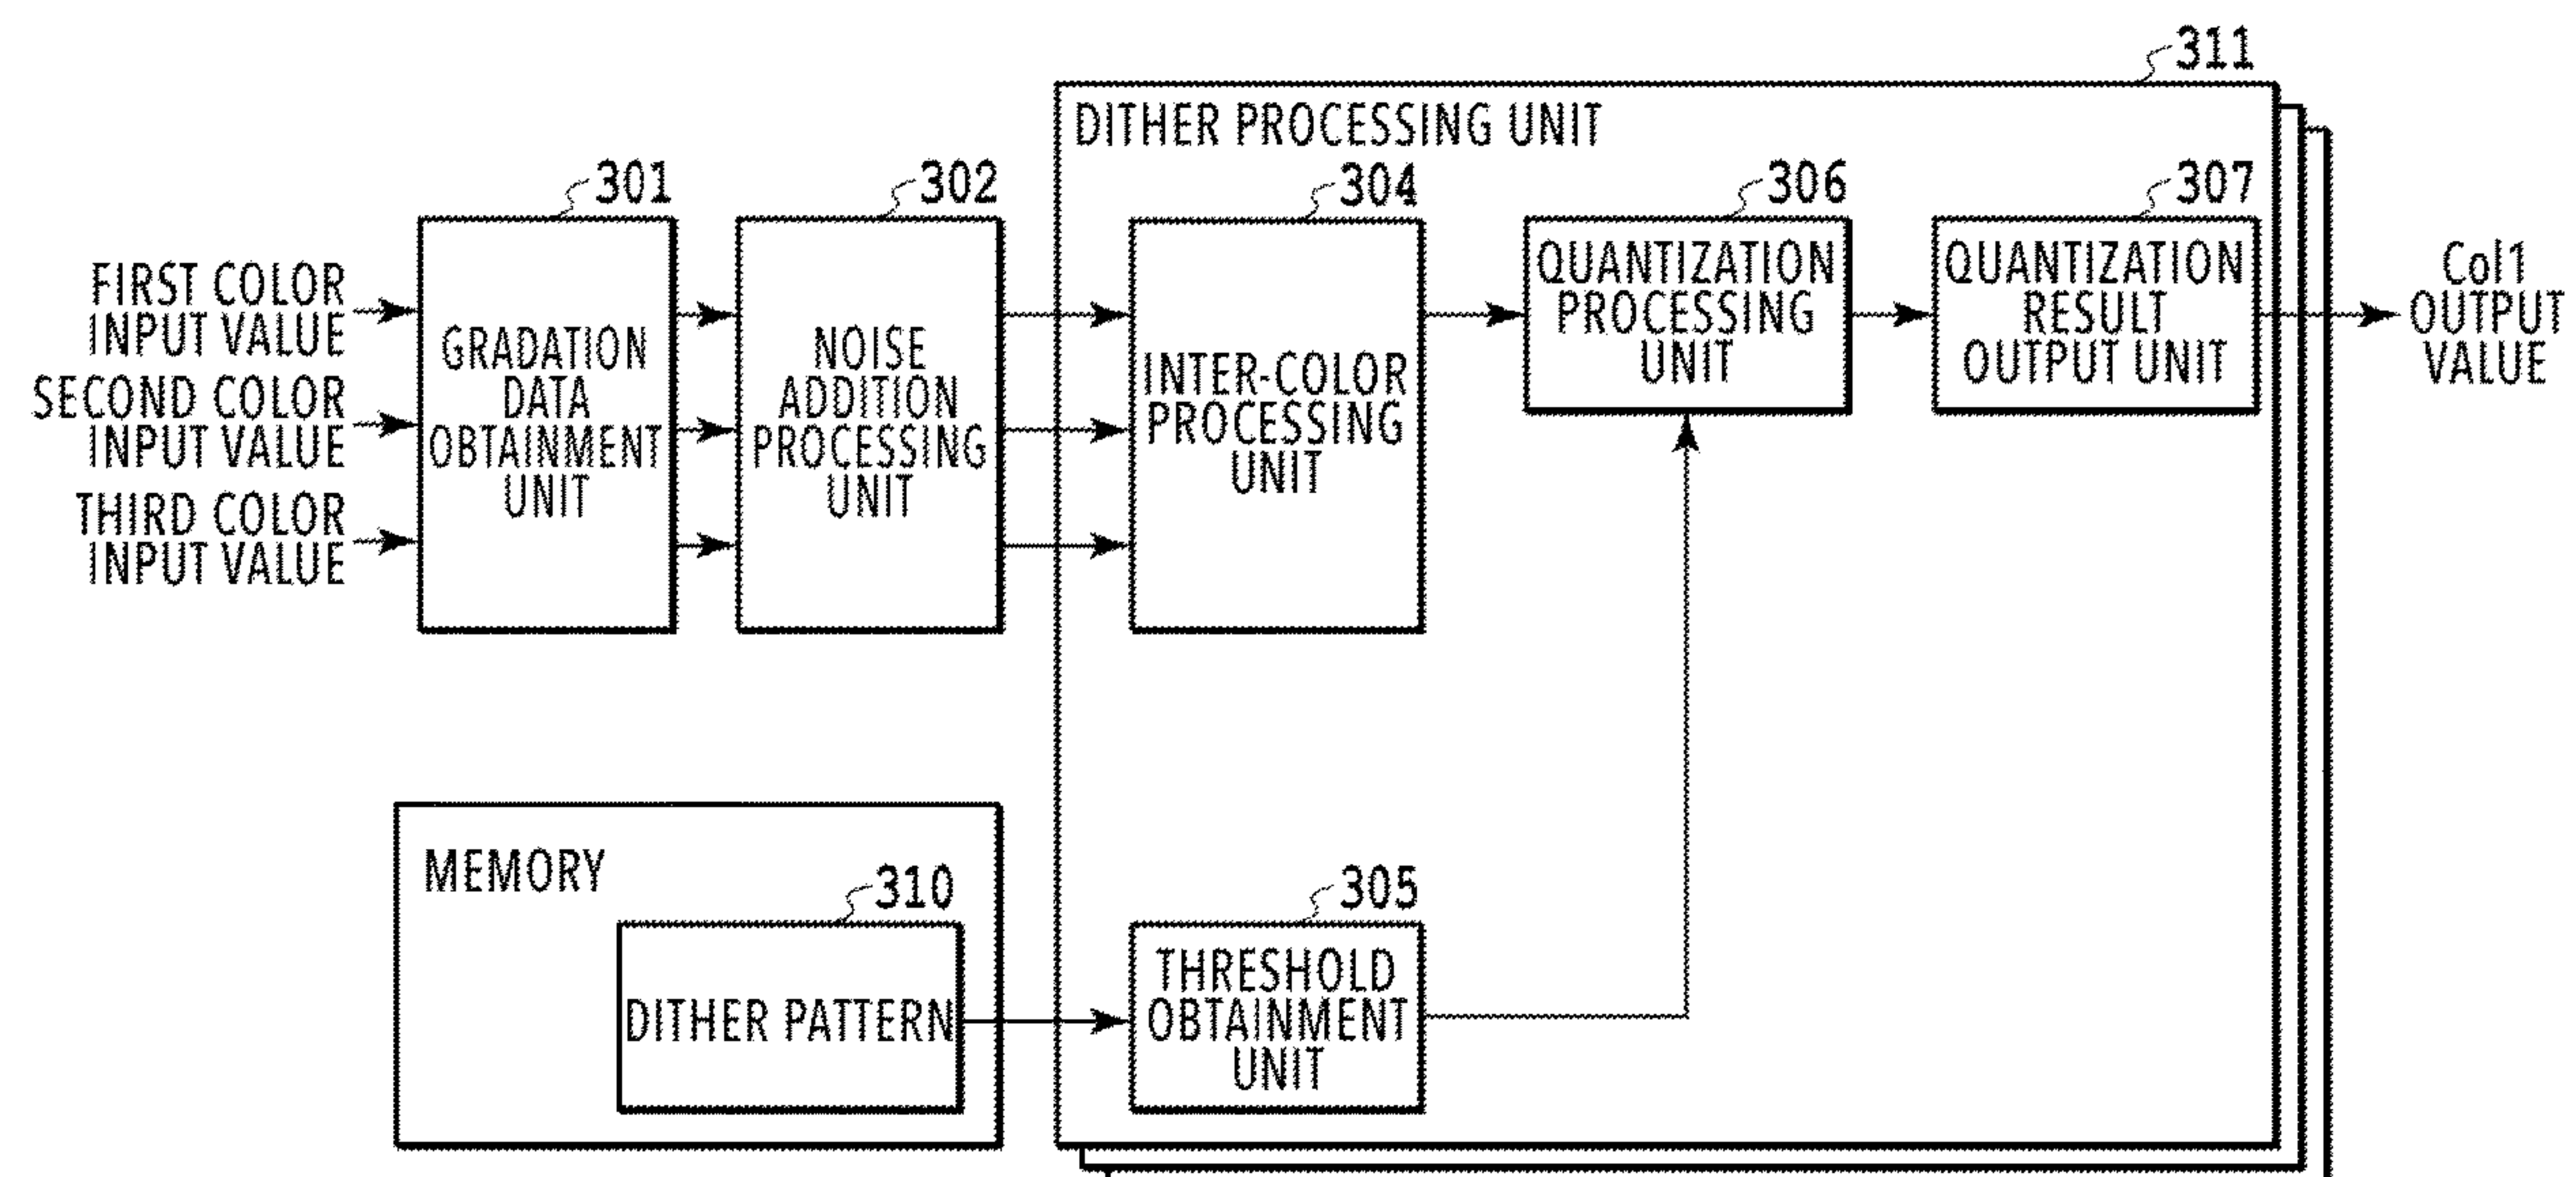 311
DITHER PROCESSING UNIT
301
302
304
306
307
FIRST COLOR
INPUT VALUE
SECOND COLOR
INPUT VALUE
THIRD COLOR
INPUT VALUE
GRADATION
DATA
OBTAINMENT
UNIT
NOISE
ADDITION
PROCESSING
UNIT
INTER-COLOR
PROCESSING
UNIT
QUANTIZATION
PROCESSING
UNIT
QUANTIZATION
RESULT
OUTPUT UNIT
Col1
OUTPUT
VALUE
MEMORY
310
DITHER PATTERN
305
THRESHOLD
OBTAINMENT
UNIT